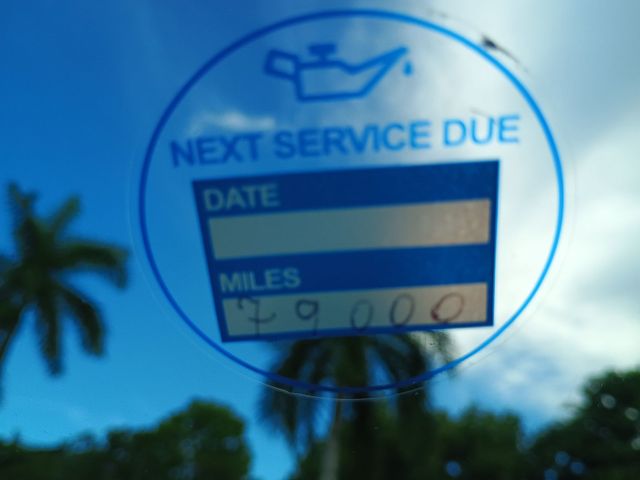 NEXT SERVICE DUE
DATE
MILES
79000